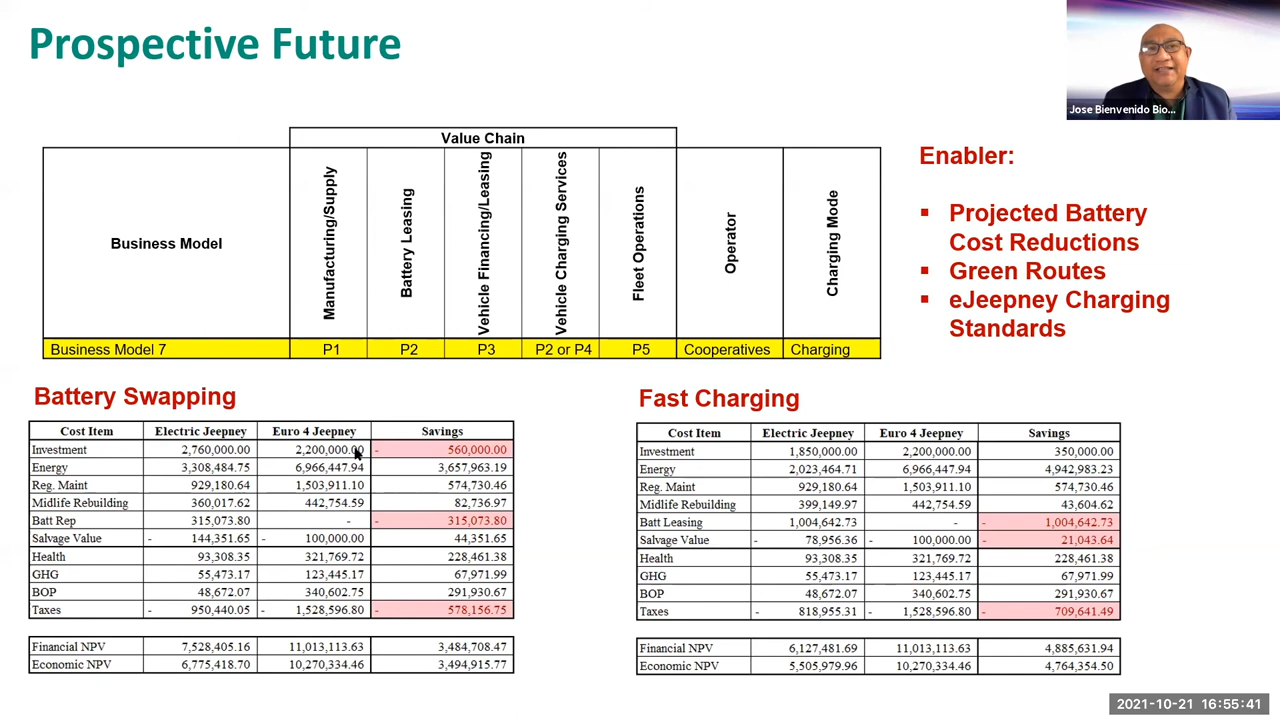 Prospective Future
Jose Bienvenido Bio...
Value Chain
Business Model
Manufacturing/Supply
Battery Leasing
Vehicle Financing/Leasing
Vehicle Charging Services
Fleet Operations
Operator
Charging Mode
Business Model 7 P1 P2 P3 P2 or P4 P5 Cooperatives Charging
Enabler:
▪ Projected Battery
Cost Reductions
▪ Green Routes
▪ eJeepney Charging
Standards
Battery Swapping
Cost Item Electric Jeepney Euro 4 Jeepney Savings
Investment 2,760,000.00 2,200,000.00 - 560,000.00
Energy 3,308,484.75 6,966,447.94 3,657,963.19
Reg. Maint 929,180.64 1,503,911.10 574,730.46
Midlife Rebuilding 360,017.62 442,754.59 82,736.97
Batt Rep 315,073.80 - - 315,073.80
Salvage Value - 144,351.65 - 100,000.00 44,351.65
Health 93,308.35 321,769.72 228,461.38
GHG 55,473.17 123,445.17 67,971.99
BOP 48,672.07 340,602.75 291,930.67
Taxes - 950,440.05 - 1,528,596.80 - 578,156.75
Financial NPV 7,528,405.16 11,013,113.63 3,484,708.47
Economic NPV 6,775,418.70 10,270,334.46 3,494,915.77
Fast Charging
Cost Item Electric Jeepney Euro 4 Jeepney Savings
Investment 1,850,000.00 2,200,000.00 350,000.00
Energy 2,023,464.71 6,966,447.94 4,942,983.23
Reg. Maint 929,180.64 1,503,911.10 574,730.46
Midlife Rebuilding 399,149.97 442,754.59 43,604.62
Batt Leasing 1,004,642.73 - - 1,004,642.73
Salvage Value - 78,956.36 - 100,000.00 - 21,043.64
Health 93,308.35 321,769.72 228,461.38
GHG 55,473.17 123,445.17 67,971.99
BOP 48,672.07 340,602.75 291,930.67
Taxes - 818,955.31 - 1,528,596.80 - 709,641.49
Financial NPV 6,127,481.69 11,013,113.63 4,885,631.94
Economic NPV 5,505,979.96 10,270,334.46 4,764,354.50
2021-10-21 16:55:41